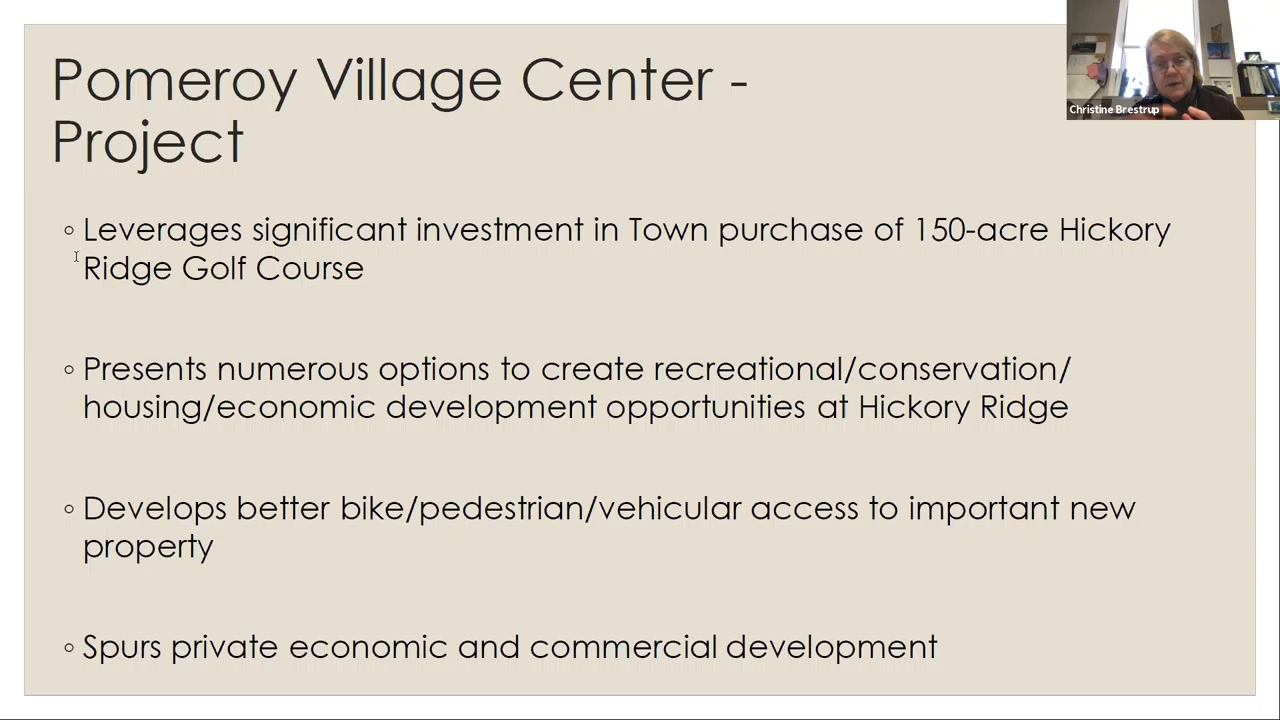 Pomeroy Village Center -
Project
Christine Brestrup
◦ Leverages significant investment in Town purchase of 150-acre Hickory
Ridge Golf Course
◦ Presents numerous options to create recreational/conservation/
housing/economic development opportunities at Hickory Ridge
◦ Develops better bike/pedestrian/vehicular access to important new
property
◦ Spurs private economic and commercial development